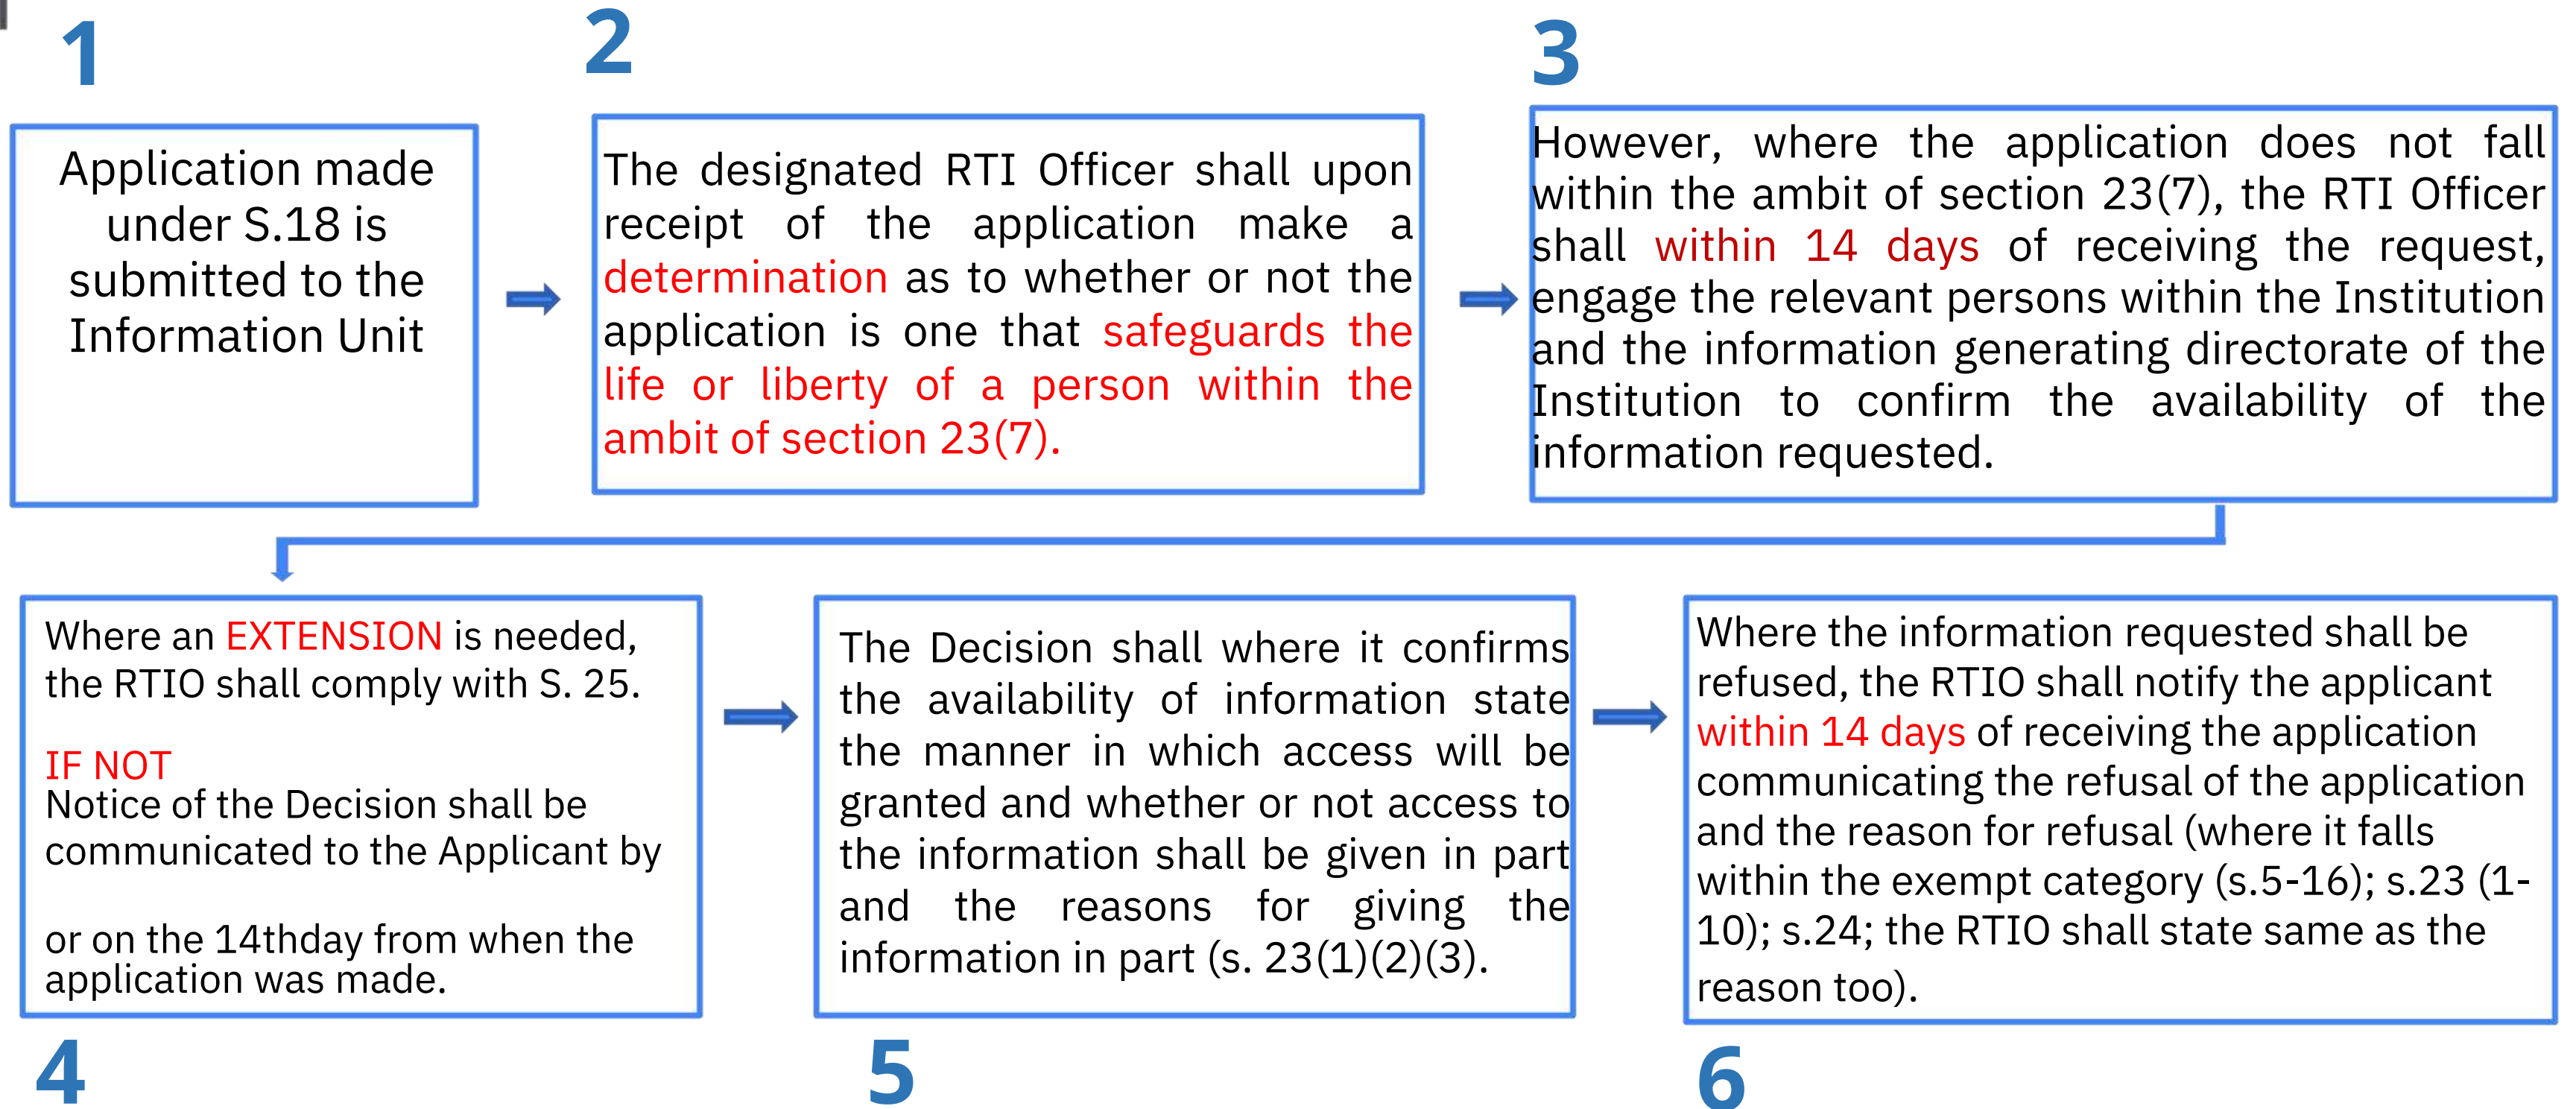 1
Application made
under S.18 is
submitted to the
Information Unit
2
The designated RTI Officer shall upon
receipt of the application make a
determination as to whether or not the
application is one that safeguards the
life or liberty of a person within the
ambit of section 23(7).
3
However, where the application does not fall
within the ambit of section 23(7), the RTI Officer
shall within 14 days of receiving the request,
engage the relevant persons within the Institution
and the information generating directorate of the
Institution to confirm the availability of the
information requested.
Where an EXTENSION is needed,
the RTIO shall comply with S. 25.
IF NOT
Notice of the Decision shall be
communicated to the Applicant by
or on the 14thday from when the
application was made.
4
The Decision shall where it confirms
the availability of information state
the manner in which access will be
granted and whether or not access to
the information shall be given in part
and the reasons for giving the
information in part (s. 23(1)(2)(3).
5
Where the information requested shall be
refused, the RTIO shall notify the applicant
within 14 days of receiving the application
communicating the refusal of the application
and the reason for refusal (where it falls
within the exempt category (s.5-16); s.23 (1-
10); s.24; the RTIO shall state same as the
reason too).
6